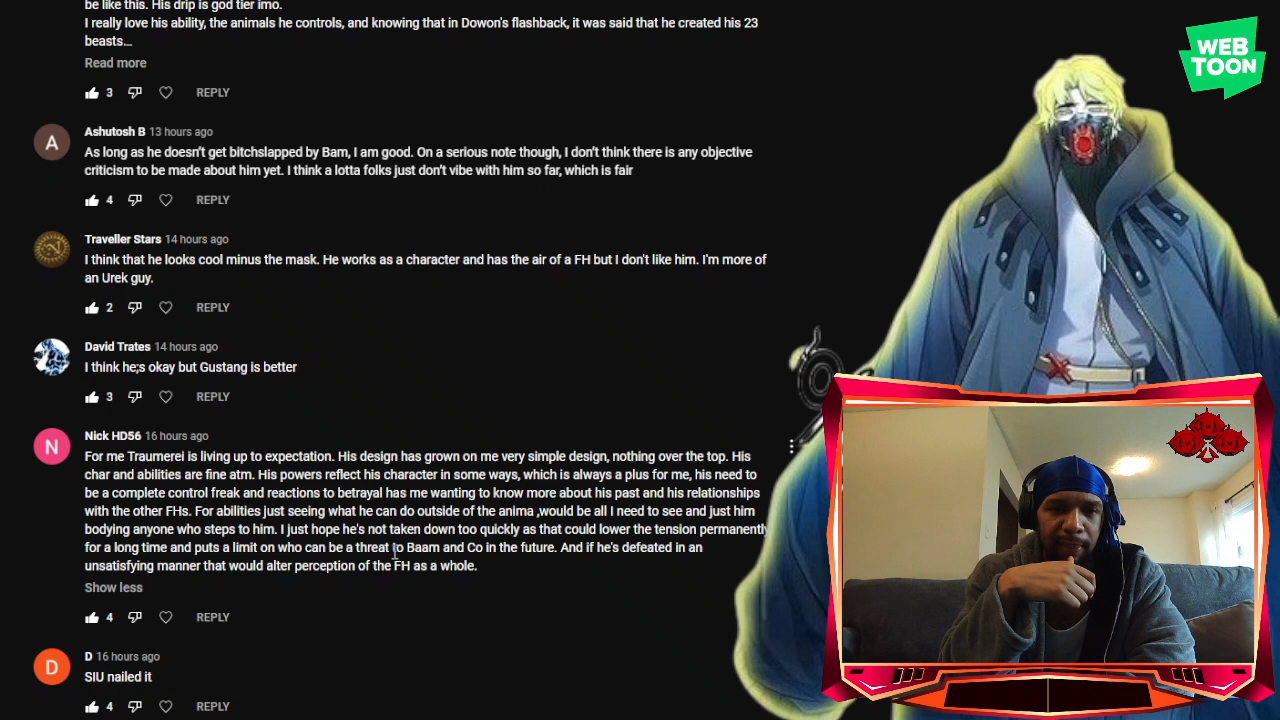 be like this. His drip is god tier imo.
I really love his ability, the animals he controls, and knowing that in Dowon's flashback, it was said that he created his 23
beasts...
Read more
3 REPLY
WEB
TOON
A
Ashutosh B 13 hours ago
As long as he doesn't get bitchslapped by Bam, I am good. On a serious note though, I don't think there is any objective
criticism to be made about him yet. I think a lotta folks just don't vibe with him so far, which is fair
4 REPLY
Traveller Stars 14 hours ago
I think that he looks cool minus the mask. He works as a character and has the air of a FH but I don't like him. I'm more of
an Urek guy.
2 REPLY
David Trates 14 hours ago
I think he;s okay but Gustang is better
3 REPLY
N
Nick HD56 16 hours ago
For me Traumerei is living up to expectation. His design has grown on me very simple design, nothing over the top. His
char and abilities are fine atm. His powers reflect his character in some ways, which is always a plus for me, his need to
be a complete control freak and reactions to betrayal has me wanting to know more about his past and his relationships
with the other FHs. For abilities just seeing what he can do outside of the anima ,would be all I need to see and just him
bodying anyone who steps to him. I just hope he's not taken down too quickly as that could lower the tension permanently
for a long time and puts a limit on who can be a threat to Baam and Co in the future. And if he's defeated in an
unsatisfying manner that would alter perception of the FH as a whole.
Show less
4 REPLY
D
D 16 hours ago
SIU nailed it
4 REPLY